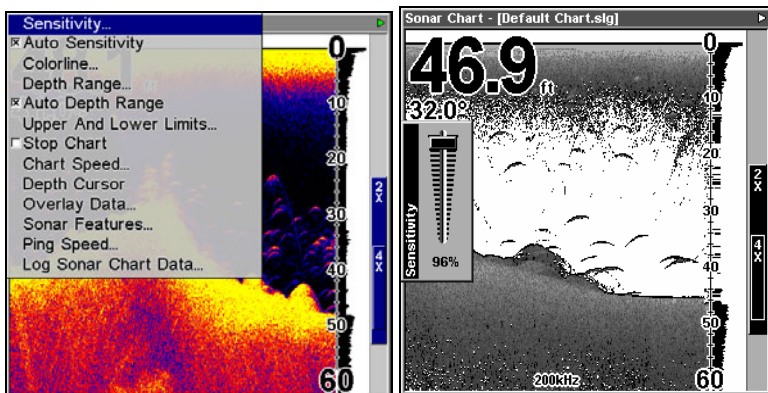 Sensitivity...
Auto Sensitivity
Colorline...
Depth Range...
Auto Depth Range
Upper And Lower Limits...
Stop Chart
Chart Speed...
Depth Cursor
Overlay Data...
Sonar Features...
Ping Speed...
Log Sonar Chart Data...
0
10
20
30
40
50
60
2X
4X
Sonar Chart - [Default Chart.slg]
46.9 ft
32.0°
Sensitivity
96%
0
10
20
30
40
50
60
200kHz
2X
4X